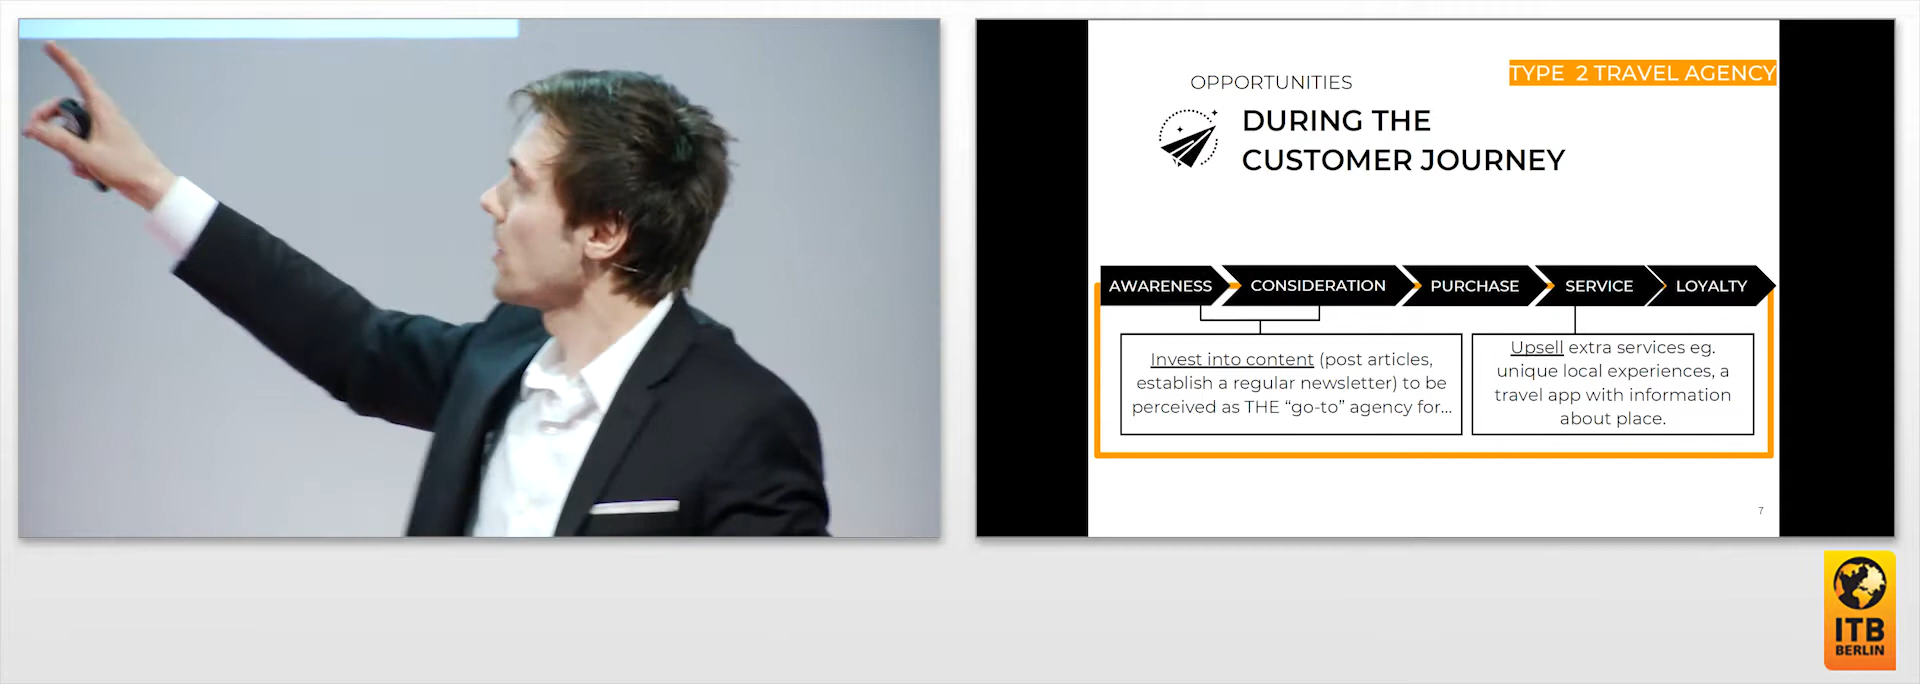 OPPORTUNITIES
TYPE 2 TRAVEL AGENCY
DURING THE
CUSTOMER JOURNEY
AWARENESS
CONSIDERATION
PURCHASE
SERVICE
LOYALTY
Invest into content (post articles,
establish a regular newsletter) to be
perceived as THE “go-to” agency for...
Upsell extra services eg.
unique local experiences, a
travel app with information
about place.
7
ITB
BERLIN